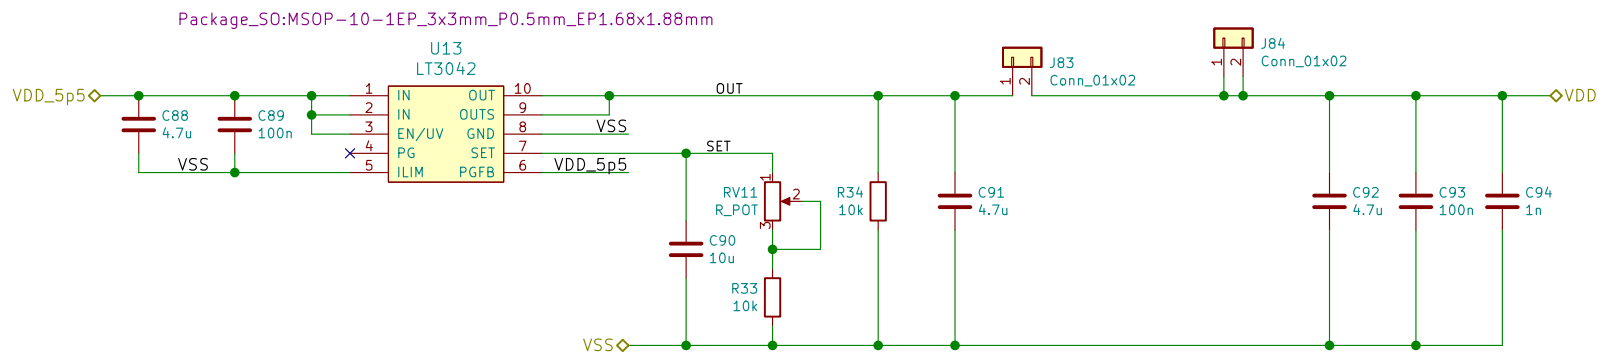 Package_SO:MSOP-10-1EP_3x3mm_P0.5mm_EP1.68x1.88mm
U13
LT3042
VDD_5p5
C88
4.7u
C89
100n
VSS
1 IN OUT 10
2 IN OUTS 9
3 EN/UV GND 8
4 PG SET 7
5 ILIM PGFB 6
OUT
VSS
SET
VDD_5p5
J83
Conn_01x02
1 2
J84
Conn_01x02
1 2
VDD
RV11
R_POT
1
2
3
R34
10k
C91
4.7u
C92
4.7u
C93
100n
C94
1n
C90
10u
R33
10k
VSS